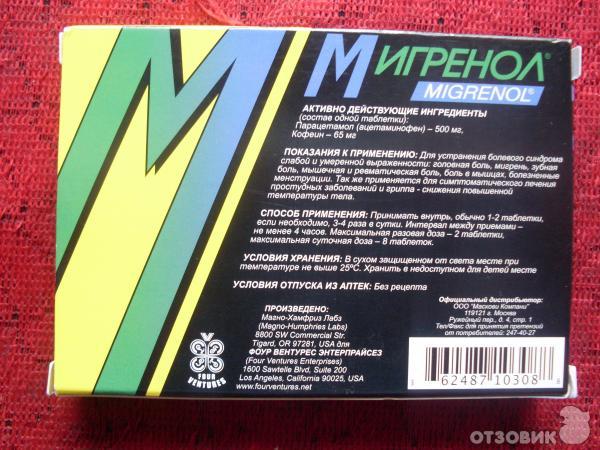 МИГРЕНОЛ®
MIGRENOL®
АКТИВНО ДЕЙСТВУЮЩИЕ ИНГРЕДИЕНТЫ
(состав одной таблетки):
Парацетамол (ацетаминофен) – 500 мг,
Кофеин – 65 мг
ПОКАЗАНИЯ К ПРИМЕНЕНИЮ: Для устранения болевого синдрома
слабой и умеренной выраженности: головная боль, мигрень, зубная
боль, мышечная и ревматическая боль, боль в мышцах, болезненные
менструации. Так же применяется для симптоматического лечения
простудных заболеваний и гриппа - снижения повышенной
температуры тела.
СПОСОБ ПРИМЕНЕНИЯ: Принимать внутрь, обычно 1-2 таблетки,
если необходимо, 3-4 раза в сутки. Интервал между приемами –
не менее 4 часов. Максимальная разовая доза – 2 таблетки,
максимальная суточная доза – 8 таблеток.
УСЛОВИЯ ХРАНЕНИЯ: В сухом защищенном от света месте при
температуре не выше 25ºС. Хранить в недоступном для детей месте
УСЛОВИЯ ОТПУСКА ИЗ АПТЕК: Без рецепта
ПРОИЗВЕДЕНО:
Магно-Хамфриз Лабз
(Magno-Humphries Labs)
8800 SW Commercial Str.
Tigard, OR 97281, USA для
ФОУР ВЕНТУРЕС ЭНТЕРПРАЙЗЕЗ
(Four Ventures Enterprises)
1600 Sawtelle Blvd, Suite 200
Los Angeles, California 90025, USA
www.fourventures.net
FOUR
VENTURES
Официальный дистрибьютор:
ООО "Маскови Компани"
119121 г. Москва
Ружейный пер., д. 4, стр. 1
Тел/Факс для принятия претензий
от потребителей: 247-40-27
62487 10308
ОТЗОВИК